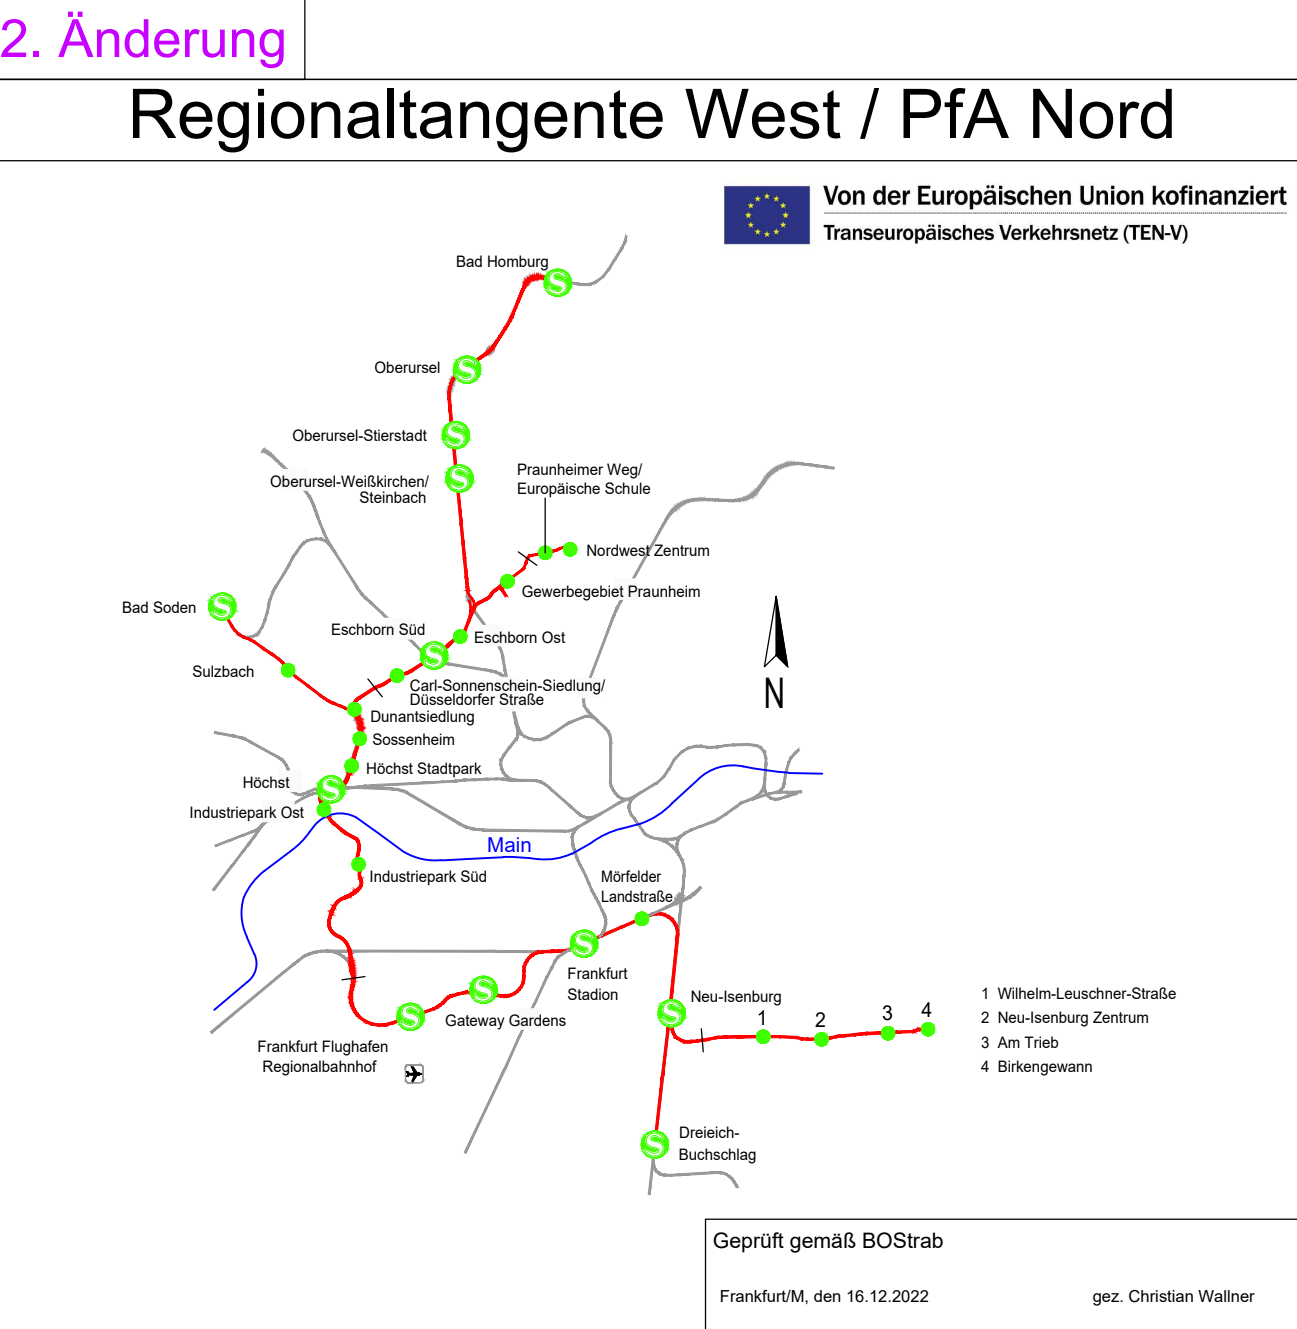 2. Änderung
Regionaltangente West / PfA Nord
Von der Europäischen Union kofinanziert
Transeuropäisches Verkehrsnetz (TEN-V)
Bad Homburg
S
Oberursel
S
Oberursel-Stierstadt
S
Oberursel-Weißkirchen/
Steinbach
S
Praunheimer Weg/
Europäische Schule
Nordwest Zentrum
Gewerbegebiet Praunheim
Bad Soden
S
Eschborn Süd
S
Eschborn Ost
Sulzbach
Carl-Sonnenschein-Siedlung/
Düsseldorfer Straße
Dunantsiedlung
N
Sossenheim
Höchst Stadtpark
Höchst
S
Industriepark Ost
Main
Industriepark Süd
Mörfelder
Landstraße
S
Frankfurt
Stadion
S
Gateway Gardens
S
Frankfurt Flughafen
Regionalbahnhof
Neu-Isenburg
S
1
2
3
4
1 Wilhelm-Leuschner-Straße
2 Neu-Isenburg Zentrum
3 Am Trieb
4 Birkengewann
S
Dreieich-
Buchschlag
Geprüft gemäß BOStrab
Frankfurt/M, den 16.12.2022
gez. Christian Wallner